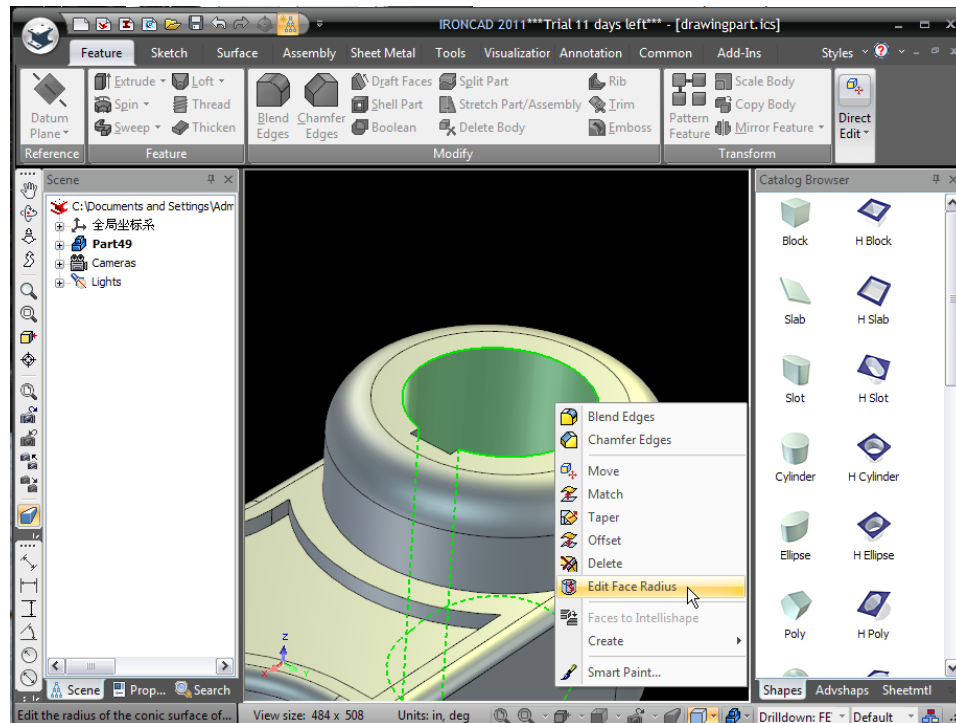 IRONCAD 2011***Trial 11 days left*** - [drawingpart.ics]
Feature Sketch Surface Assembly Sheet Metal Tools Visualization Annotation Common Add-Ins Styles
Datum Plane
Extrude Loft
Spin Thread
Sweep Thicken
Blend Edges
Chamfer Edges
Draft Faces Split Part Rib
Shell Part Stretch Part/Assembly Trim
Boolean Delete Body Emboss
Pattern Feature
Scale Body
Copy Body
Mirror Feature
Direct Edit
Reference Feature Modify Transform
Scene
C:\Documents and Settings\Adm
全局坐标系
Part49
Cameras
Lights
Scene Prop... Search
z
x
Y
Blend Edges
Chamfer Edges
Move
Match
Taper
Offset
Delete
Edit Face Radius
Faces to Intellishape
Create
Smart Paint...
Catalog Browser
Block H Block
Slab H Slab
Slot H Slot
Cylinder H Cylinder
Ellipse H Ellipse
Poly H Poly
Shapes Advshaps Sheetmtl
Edit the radius of the conic surface of... View size: 484 x 508 Units: in, deg Drilldown: FE Default